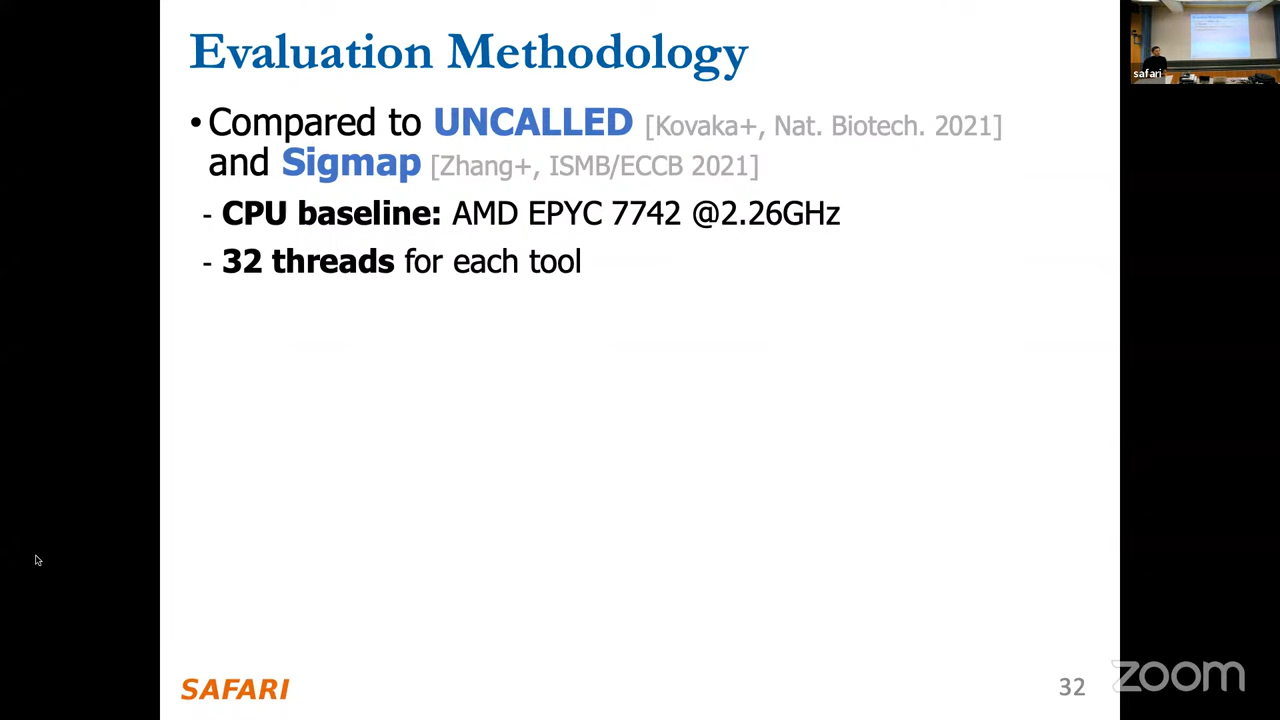 Evaluation Methodology
• Compared to UNCALLED [Kovaka+, Nat. Biotech. 2021]
and Sigmap [Zhang+, ISMB/ECCB 2021]
- CPU baseline: AMD EPYC 7742 @2.26GHz
- 32 threads for each tool
SAFARI
32
zoom
safari